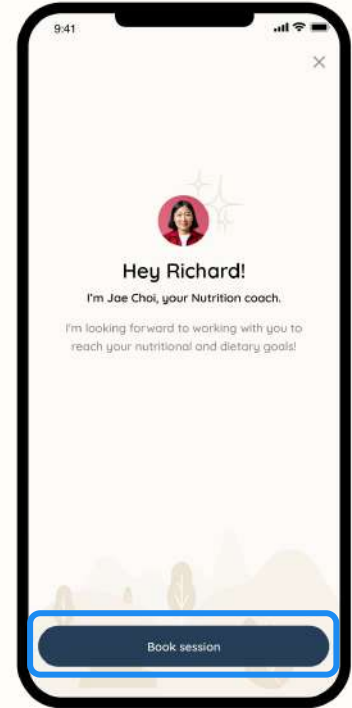 9:41
Hey Richard!
I'm Jae Choi, your Nutrition coach.
I'm looking forward to working with you to
reach your nutritional and dietary goals!
Book session